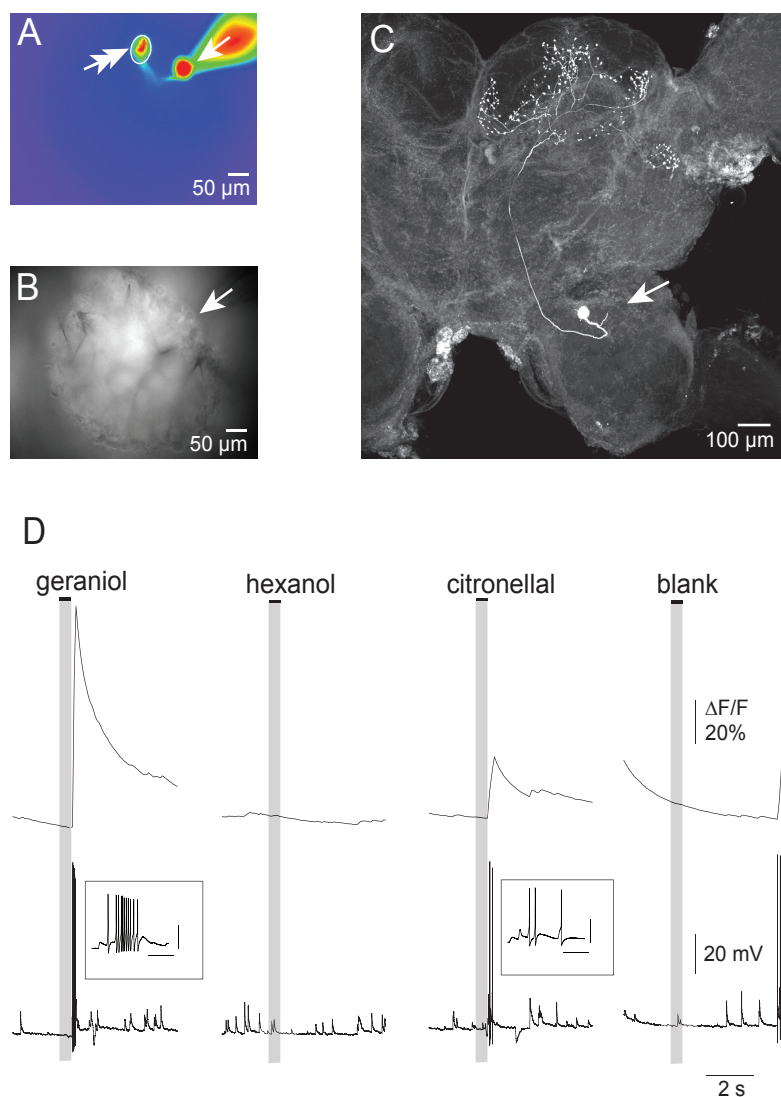 A
50 µm
B
50 µm
C
100 µm
D
geraniol
hexanol
citronellal
blank
ΔF/F
20%
20 mV
2 s